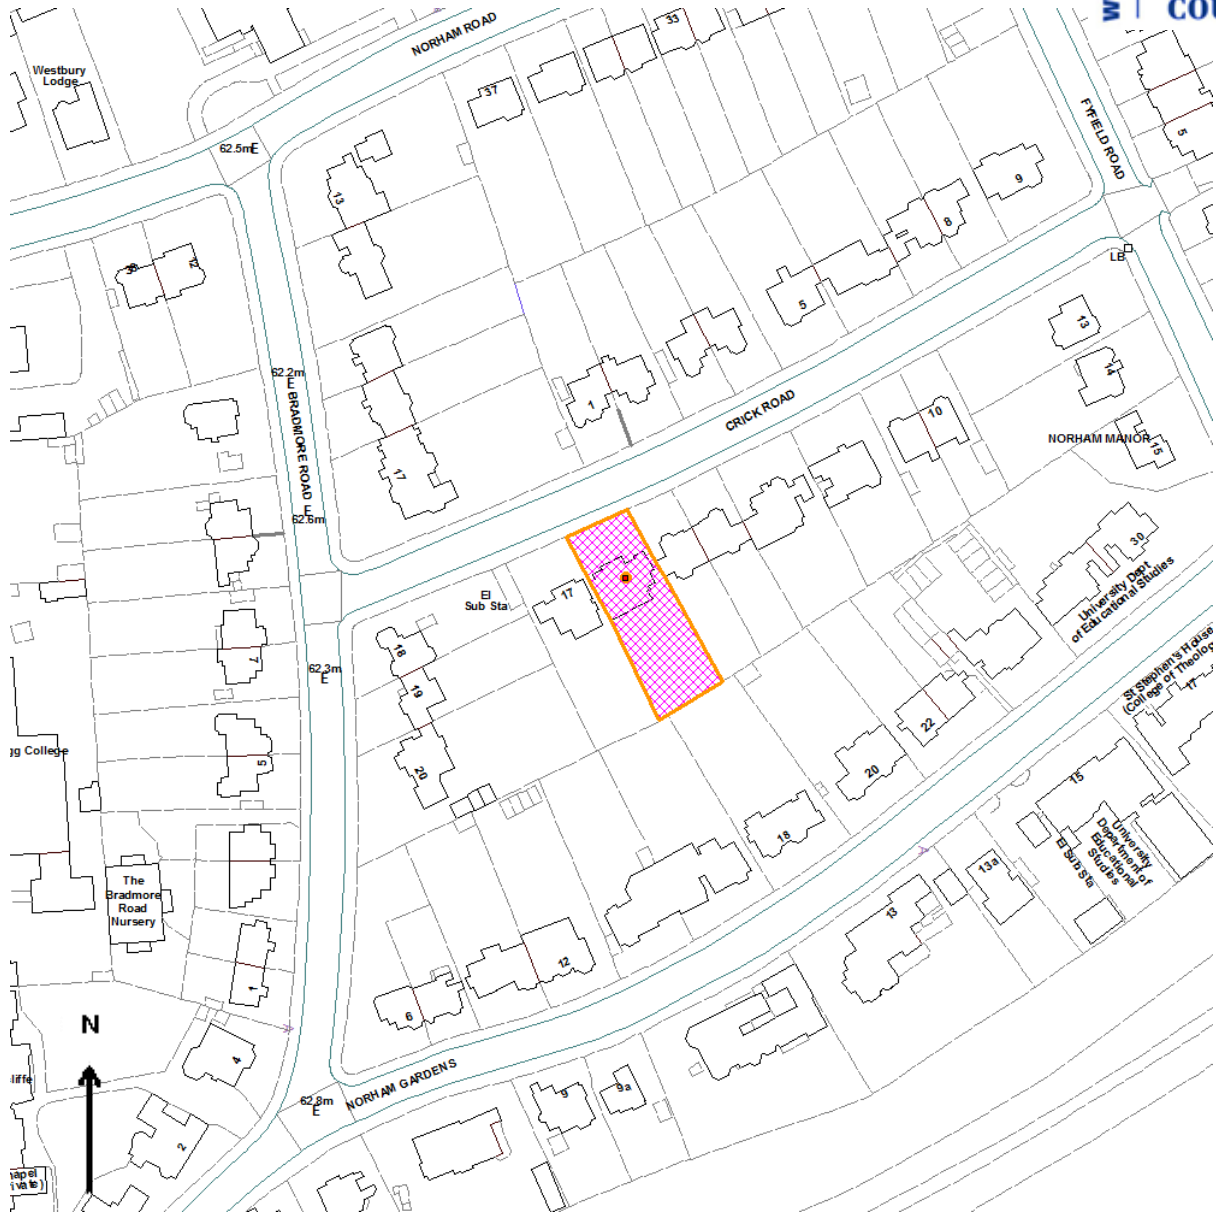 NORHAM ROAD
33
Westbury
Lodge
37
FYFIELD ROAD
5
62.5m
E
13
9
8
12
LB
5
13
62.2m
E
14
1
BRADMORE ROAD
CRICK ROAD
10
NORHAM MANOR
15
17
62.6m
E
30
El
Sub Sta
17
University Dept
of Educational Studies
18
7
62.3m
E
19
St Stephen's House
17
22
gg College
5
20
20
15
18
University
Department of
Educational
Studies
El Sub Sta
13a
The
Bradmore
Road
Nursery
13
12
1
6
N
4
NORHAM GARDENS
9
9a
62.8m
E
2